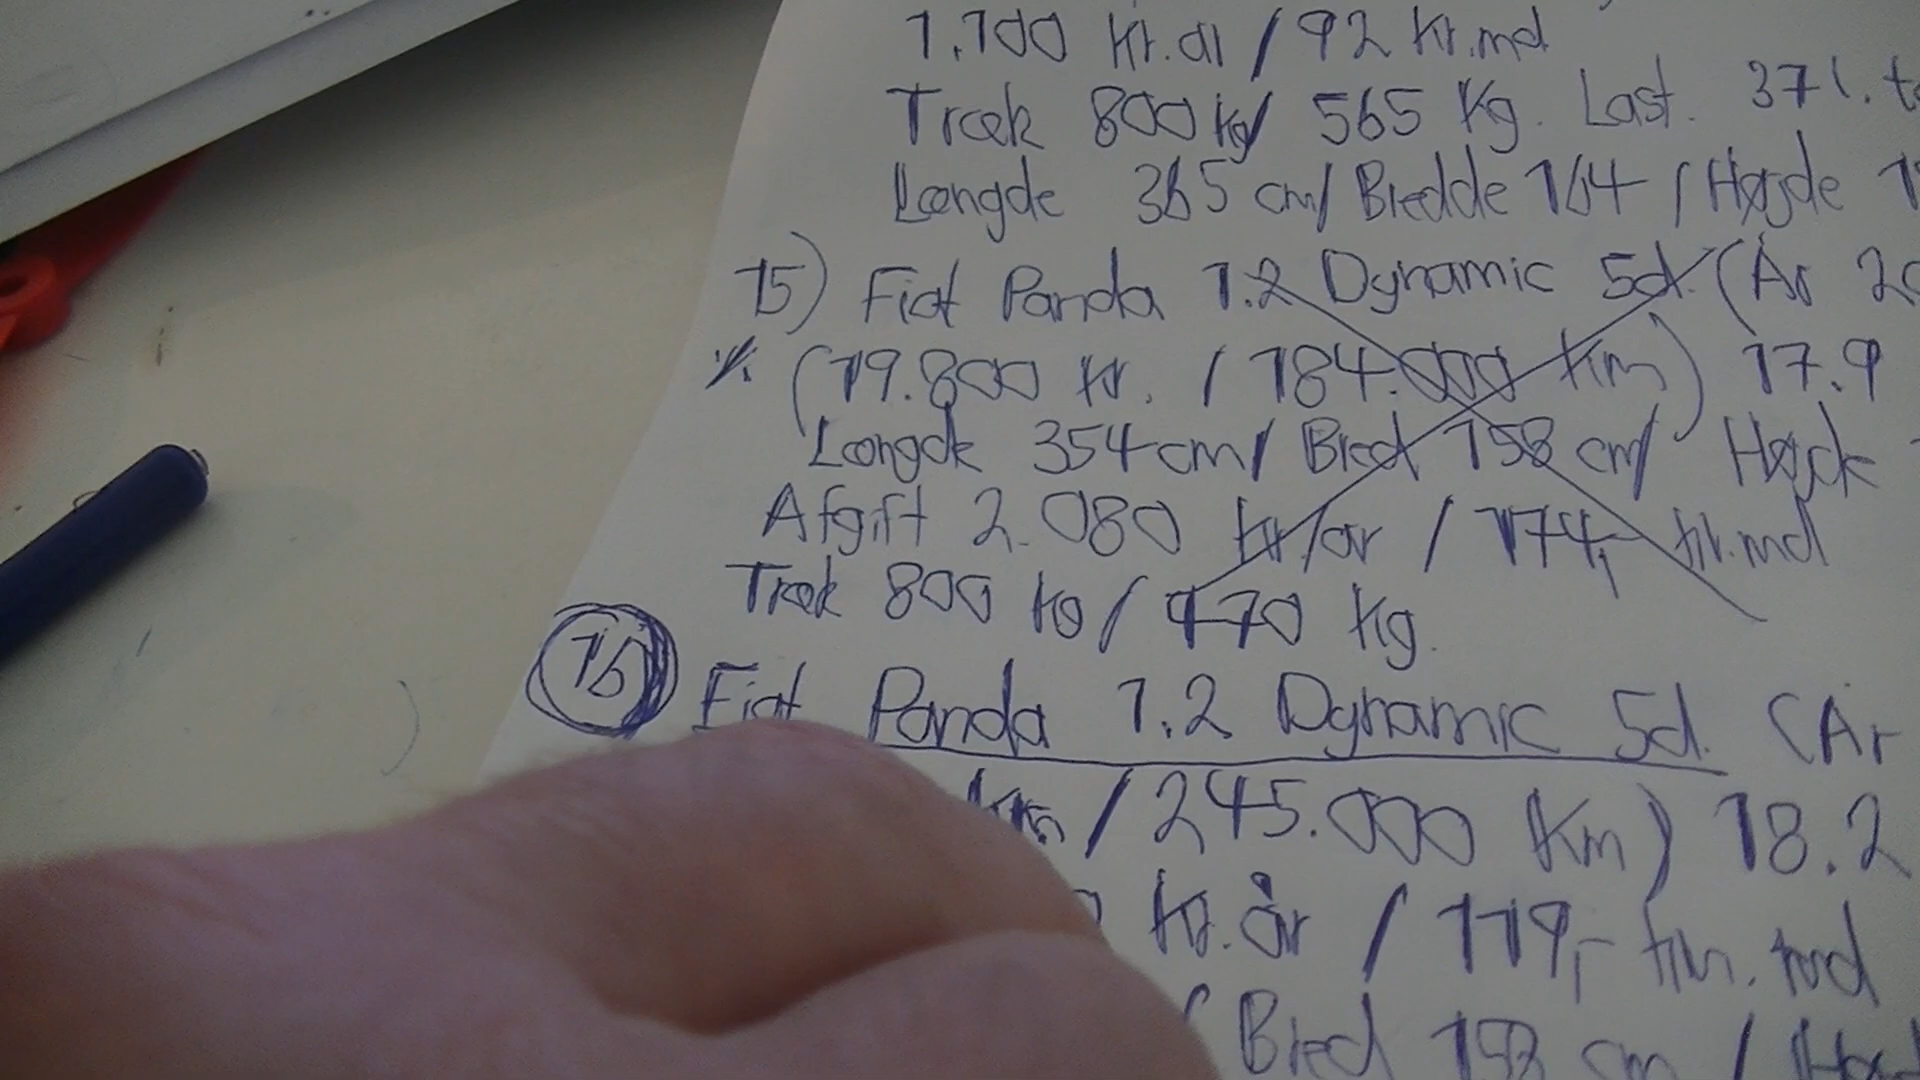 1.100 kr. år / 92 kr.md
Træk 800 kg/ 565 kg. Last. 37 l.
Længde 365 cm/ Bredde 164 / Højde
15) Fiat Panda 1.2 Dynamic 5d. (År
(19.800 kr. / 184.000 km) 17.9
Længde 354 cm/ Bred 158 cm/ Højde
Afgift 2.080 kr/år / 174,- kr.md
Træk 800 kg / 470 kg.
16 Fiat Panda 1.2 Dynamic 5d. (År
/ 245.000 Km) 18.2
kr. år / 119,- kr. md
Bred 158 cm /